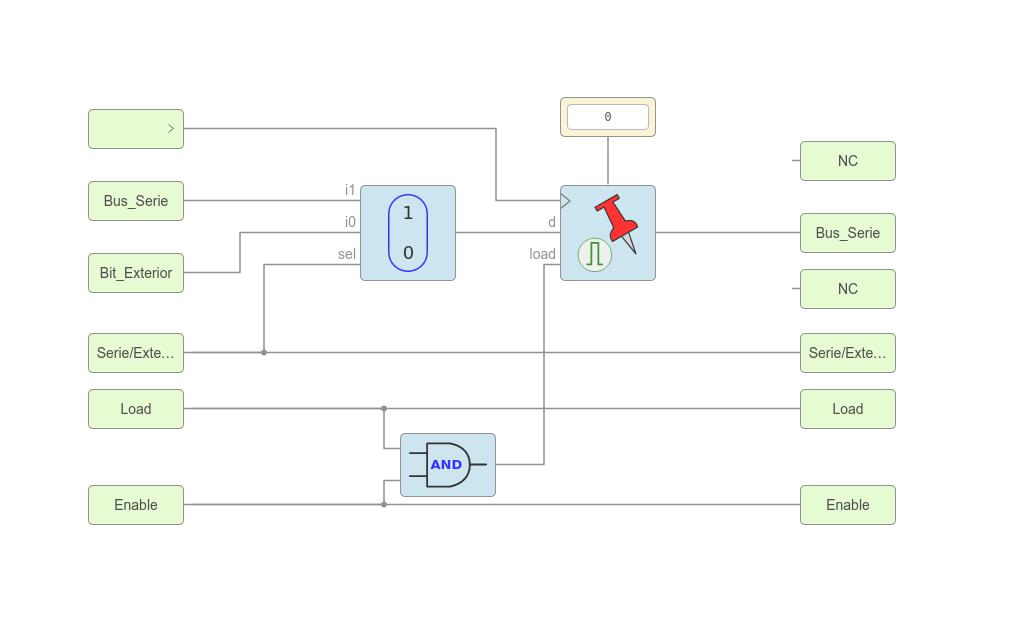 0
NC
Bus_Serie
i1
1
i0
d
Bus_Serie
sel
0
load
Bit_Exterior
NC
Serie/Exte…
Serie/Exte…
Load
Load
AND
Enable
Enable